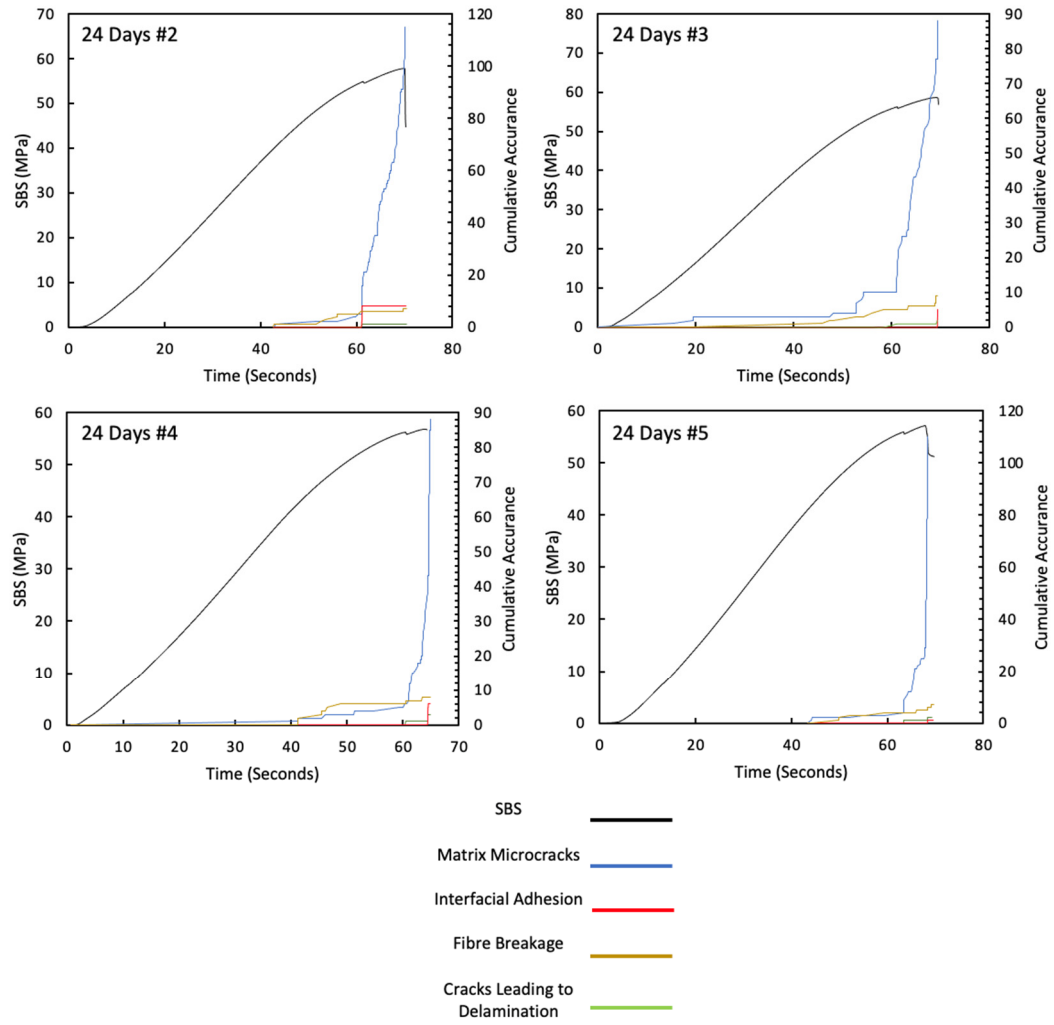 24 Days #2
SBS (MPa)
70
60
50
40
30
20
10
0
0 20 40 60 80
Time (Seconds)
120
100
80
60
40
20
0
Cumulative Accurance
24 Days #3
SBS (MPa)
80
70
60
50
40
30
20
10
0
0 20 40 60 80
Time (Seconds)
90
80
70
60
50
40
30
20
10
0
Cumulative Accurance
24 Days #4
SBS (MPa)
60
50
40
30
20
10
0
0 10 20 30 40 50 60 70
Time (Seconds)
90
80
70
60
50
40
30
20
10
0
Cumulative Accurance
24 Days #5
SBS (MPa)
60
50
40
30
20
10
0
0 20 40 60 80
Time (Seconds)
120
100
80
60
40
20
0
Cumulative Accurance
SBS
Matrix Microcracks
Interfacial Adhesion
Fibre Breakage
Cracks Leading to
Delamination